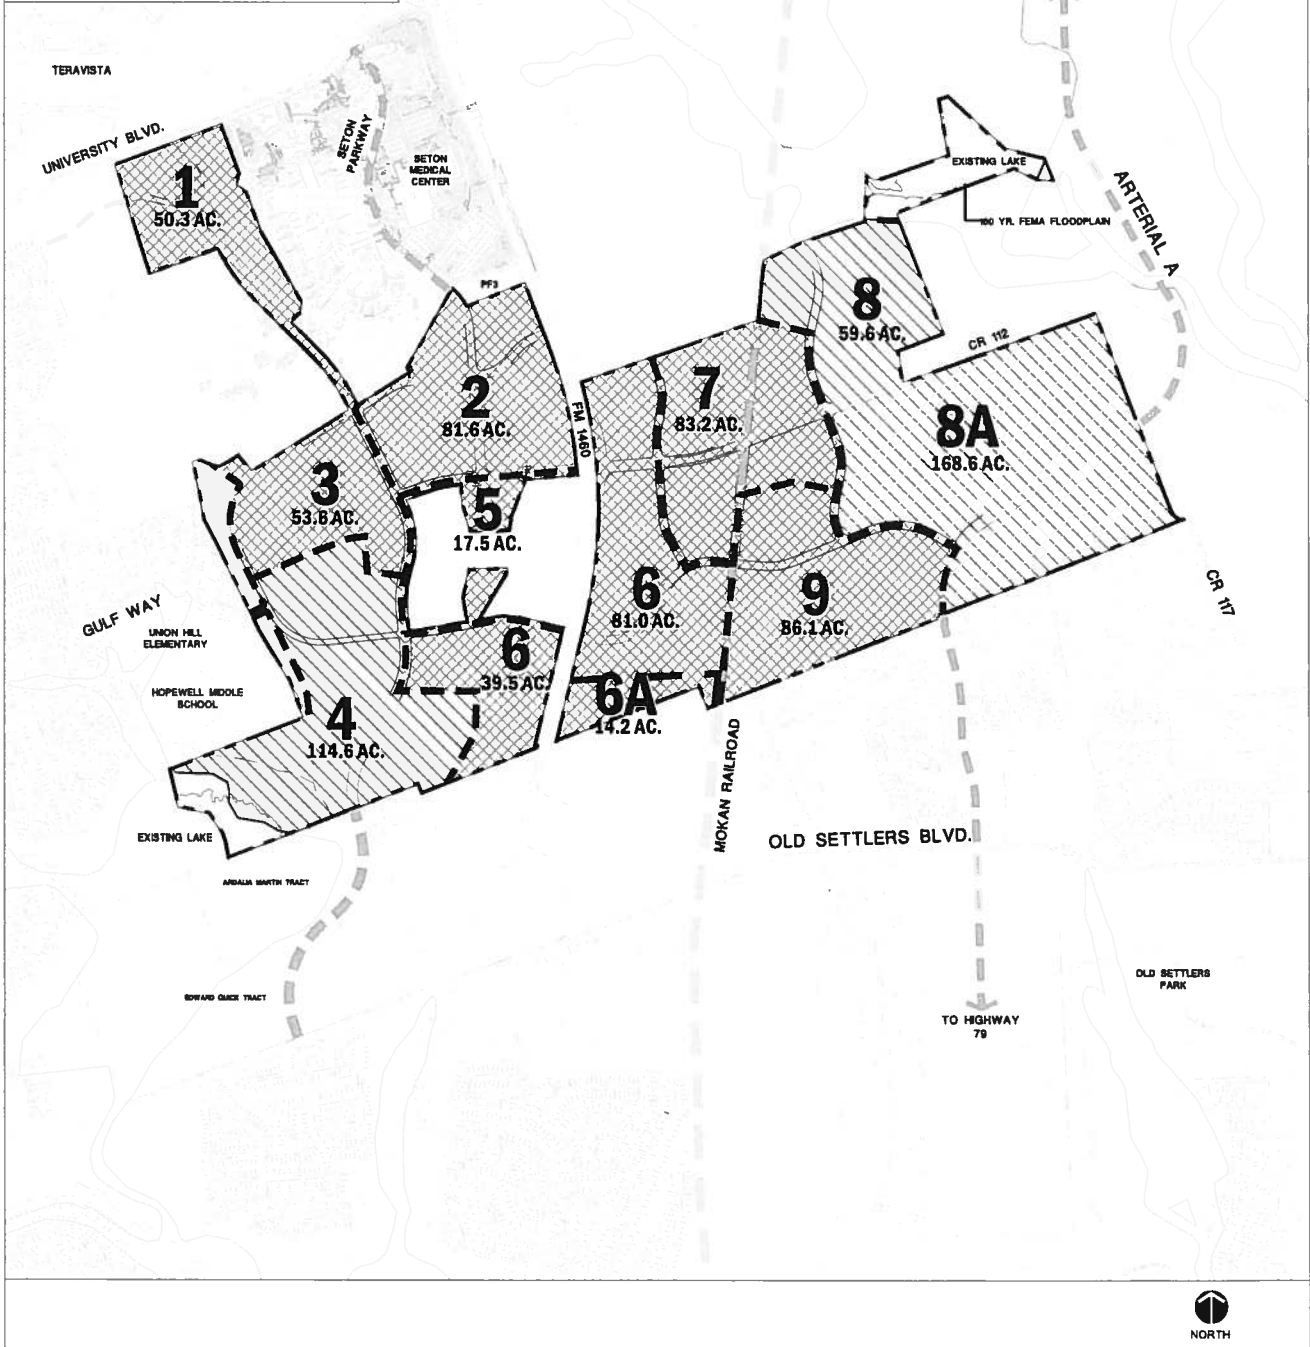 TERAVISTA
UNIVERSITY BLVD.
SETON
PARKWAY
SETON
MEDICAL
CENTER
1
50.3 AC.
EXISTING LAKE
100 YR. FEMA FLOODPLAIN
ARTERIAL A
PF3
8
59.6 AC.
CR 112
2
81.6 AC.
FM 1460
7
83.2 AC.
8A
168.6 AC.
3
53.6 AC.
5
17.5 AC.
GULF WAY
UNION HILL
ELEMENTARY
6
81.0 AC.
9
86.1 AC.
CR 117
6
39.5 AC.
HOPEWELL MIDDLE
SCHOOL
4
114.6 AC.
6A
14.2 AC.
MOKAN RAILROAD
EXISTING LAKE
OLD SETTLERS BLVD.
MARTIN TRACT
OLD SETTLERS
PARK
EDWARD QUICK TRACT
TO HIGHWAY
79
NORTH